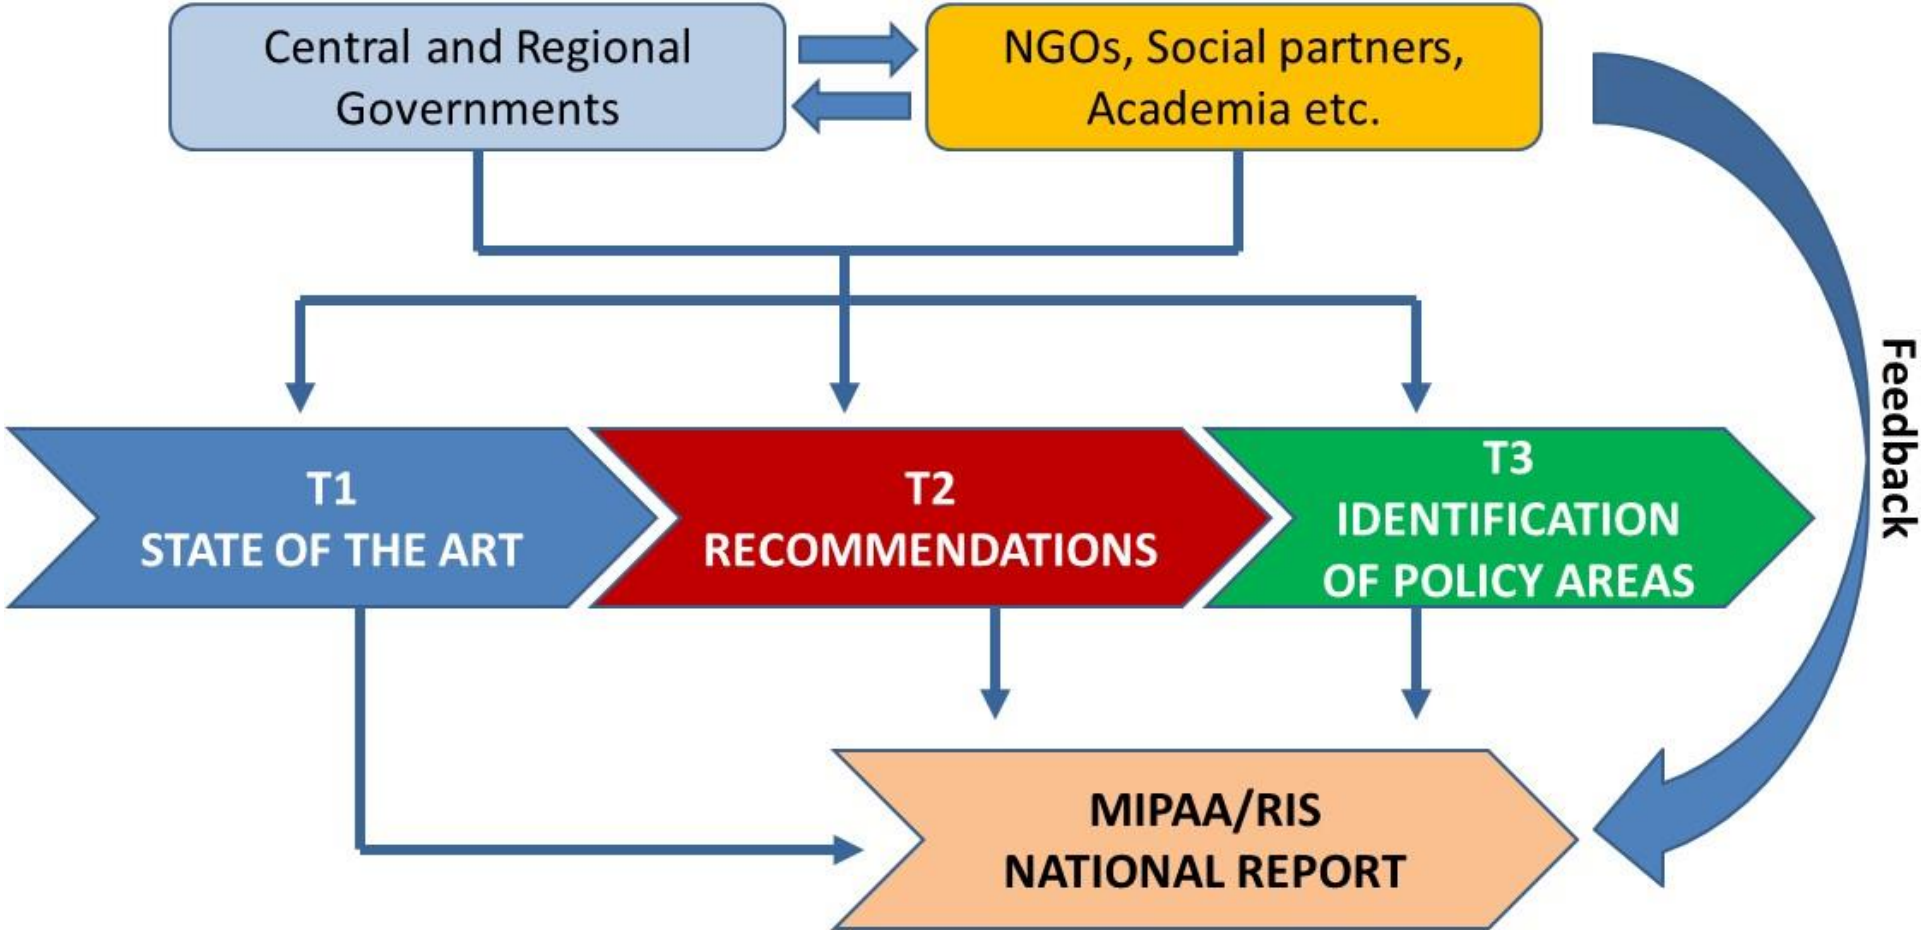 Central and Regional
Governments
NGOs, Social partners,
Academia etc.
Feedback
T1
STATE OF THE ART
T2
RECOMMENDATIONS
T3
IDENTIFICATION
OF POLICY AREAS
MIPAA/RIS
NATIONAL REPORT